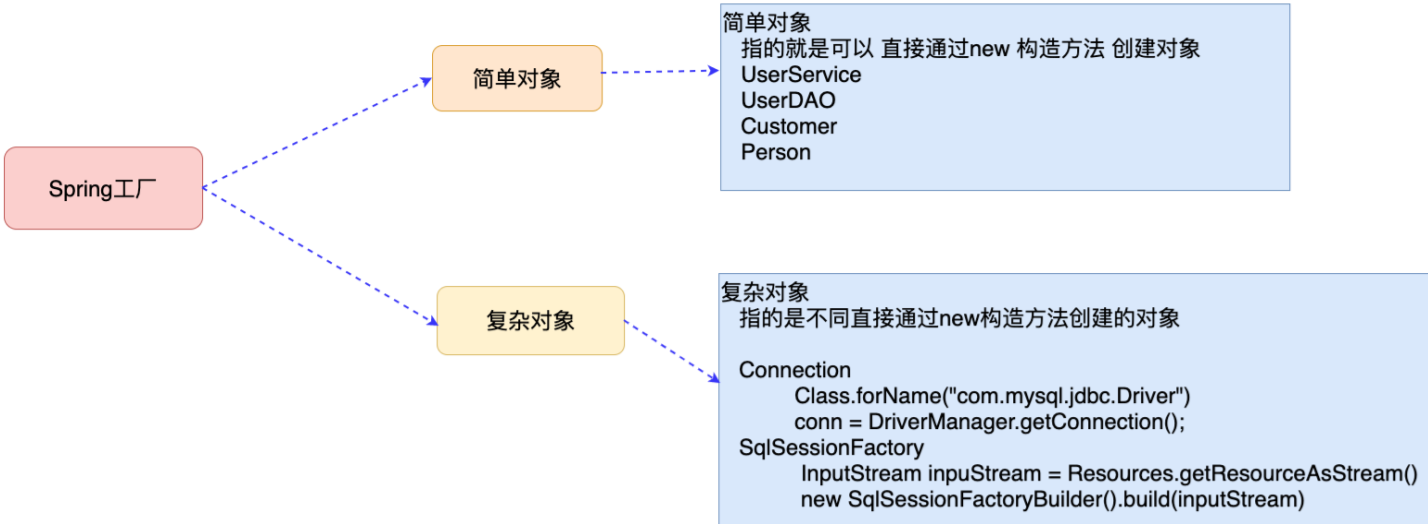 Spring工厂
简单对象
简单对象
指的就是可以 直接通过new 构造方法 创建对象
UserService
UserDAO
Customer
Person
复杂对象
复杂对象
指的是不同直接通过new构造方法创建的对象
Connection
Class.forName("com.mysql.jdbc.Driver")
conn = DriverManager.getConnection();
SqlSessionFactory
InputStream inpuStream = Resources.getResourceAsStream()
new SqlSessionFactoryBuilder().build(inputStream)